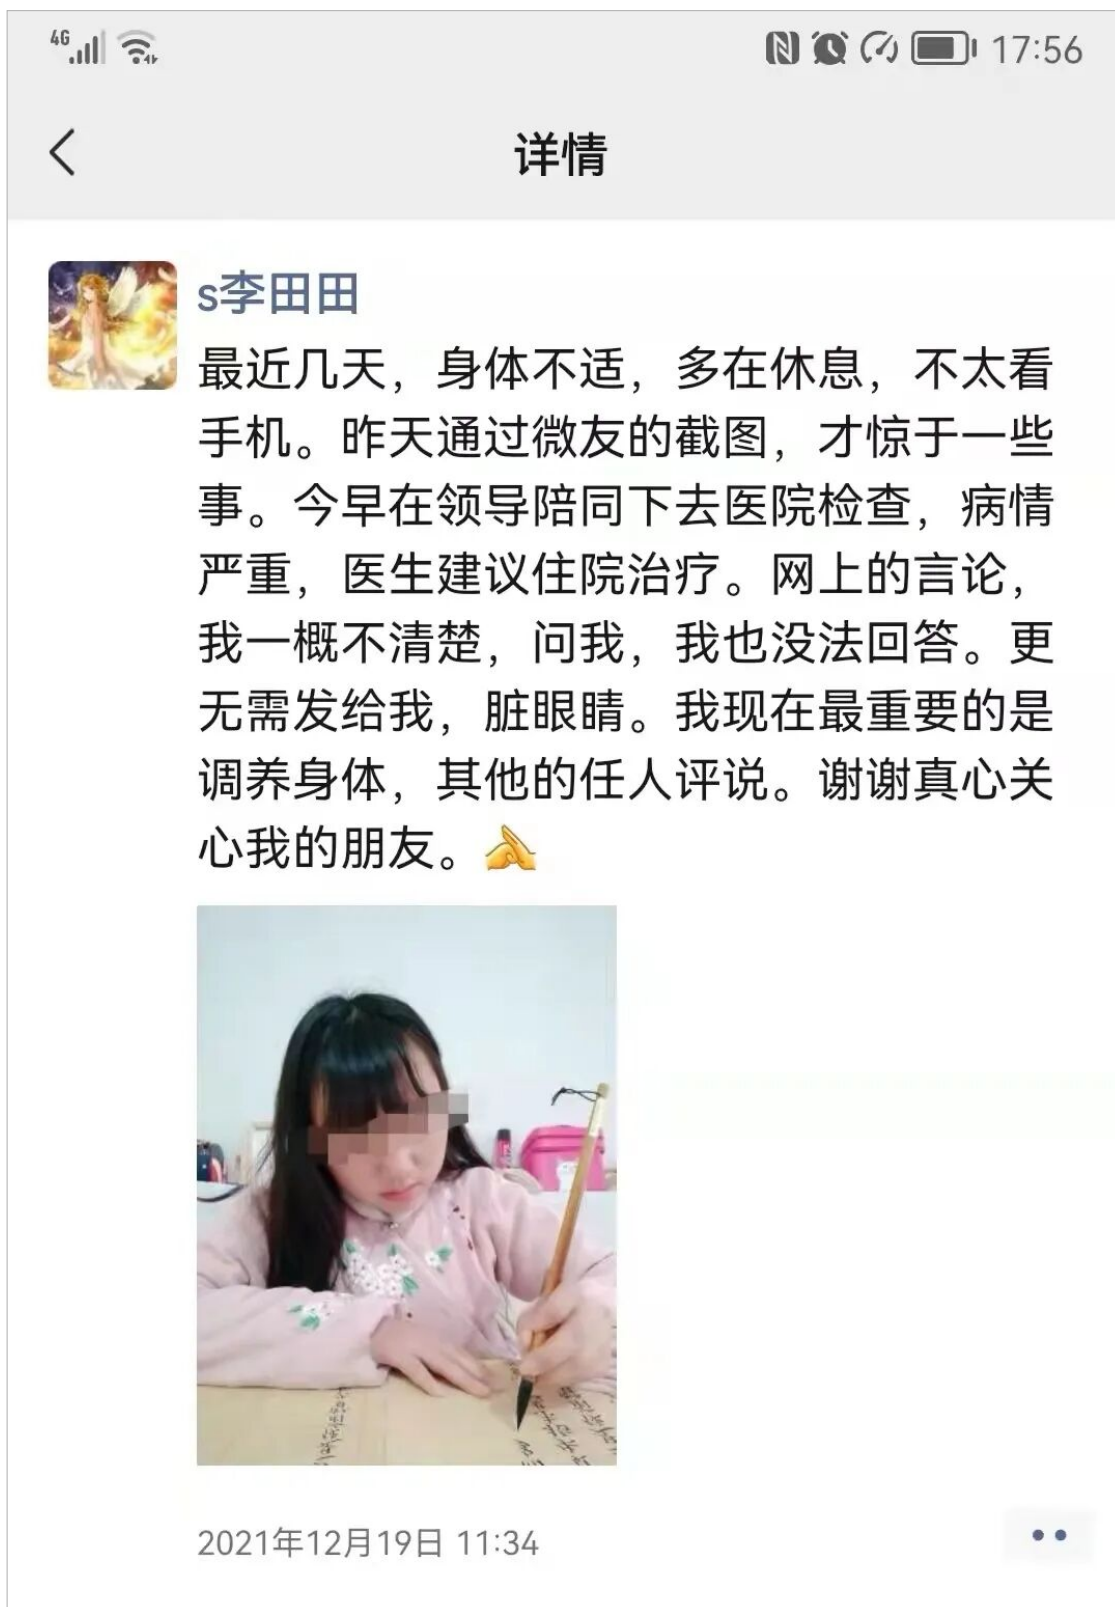 4G
17:56
详情
s李田田
最近几天，身体不适，多在休息，不太看
手机。昨天通过微友的截图，才惊于一些
事。今早在领导陪同下去医院检查，病情
严重，医生建议住院治疗。网上的言论，
我一概不清楚，问我，我也没法回答。更
无需发给我，脏眼睛。我现在最重要的是
调养身体，其他的任人评说。谢谢真心关
心我的朋友。
2021年12月19日 11:34